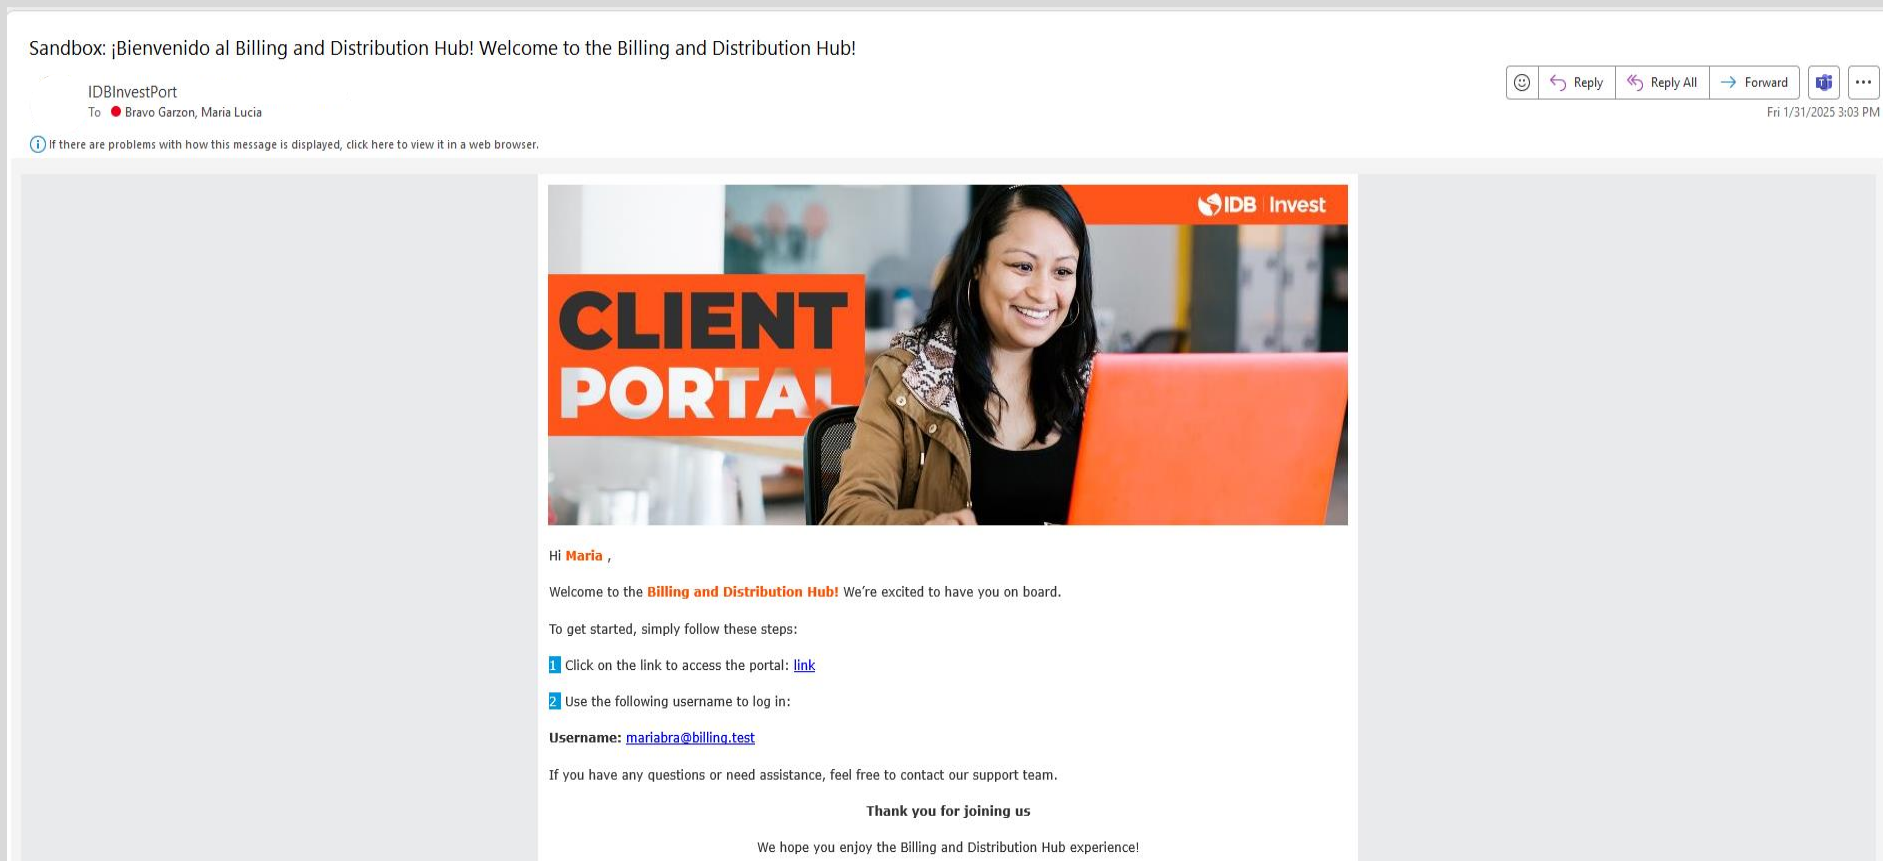 Sandbox: ¡Bienvenido al Billing and Distribution Hub! Welcome to the Billing and Distribution Hub!
IDBInvestPort
To Bravo Garzon, Maria Lucia
Reply
Reply All
Forward
Fri 1/31/2025 3:03 PM
If there are problems with how this message is displayed, click here to view it in a web browser.
IDB Invest
CLIENT
PORTAL
Hi Maria ,
Welcome to the Billing and Distribution Hub! We're excited to have you on board.
To get started, simply follow these steps:
1 Click on the link to access the portal: link
2 Use the following username to log in:
Username: mariabra@billing.test
If you have any questions or need assistance, feel free to contact our support team.
Thank you for joining us
We hope you enjoy the Billing and Distribution Hub experience!